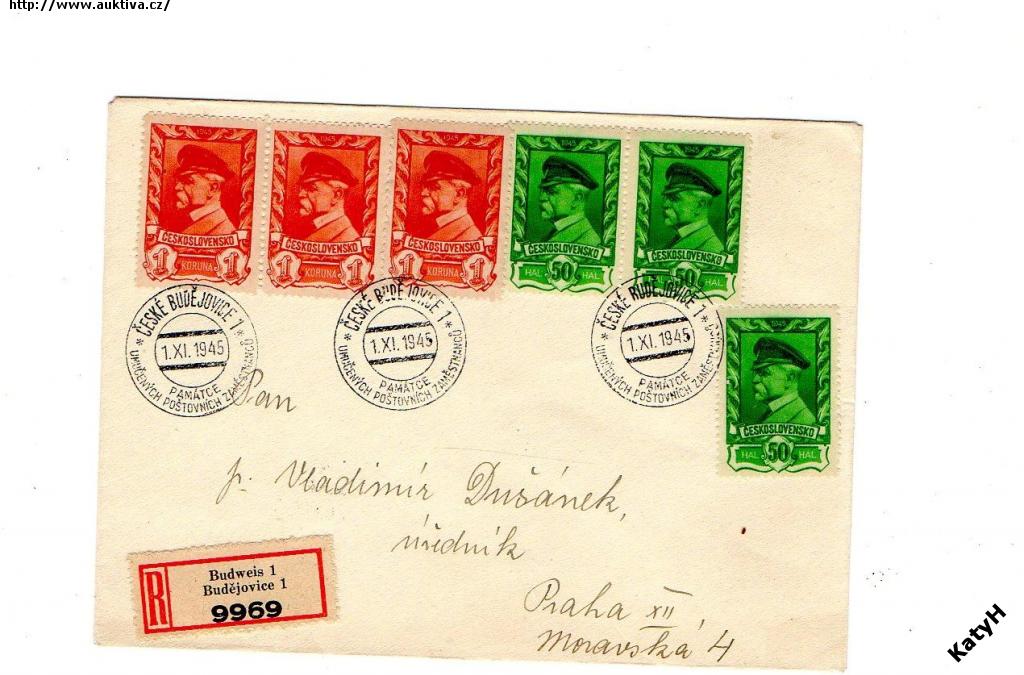 http://www.auktiva.cz/
1945
ČESKOSLOVENSKO
1 KORUNA 1
1945
ČESKOSLOVENSKO
1 KORUNA 1
1945
ČESKOSLOVENSKO
1 KORUNA 1
1945
ČESKOSLOVENSKO
HAL 50 HAL
1945
ČESKOSLOVENSKO
HAL 50 HAL
* ČESKÉ BUDĚJOVICE 1 *
1.XI.1945
PAMÁTCE
UMUČENÝCH POŠTOVNÍCH ZAMĚSTNANCŮ
* ČESKÉ BUDĚJOVICE 1 *
1.XI.1945
PAMÁTCE
UMUČENÝCH POŠTOVNÍCH ZAMĚSTNANCŮ
* ČESKÉ BUDĚJOVICE 1 *
1.XI.1945
PAMÁTCE
UMUČENÝCH POŠTOVNÍCH ZAMĚSTNANCŮ
1945
ČESKOSLOVENSKO
HAL. 50 HAL.
Pan
p. Vladimír Dušánek,
úředník
Praha XII,
Moravská 4
R
Budweis 1
Budějovice 1
9969
KatyH